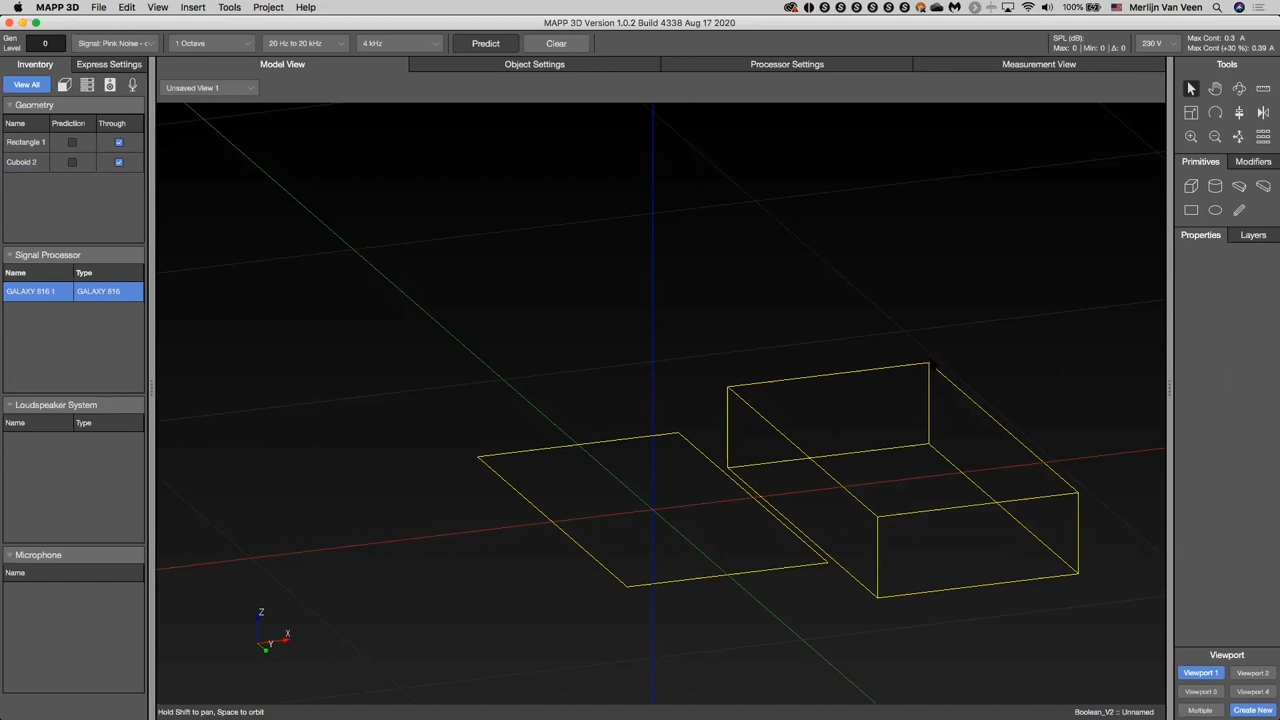 MAPP 3D File Edit View Insert Tools Project Help 100% Merlijn Van Veen
MAPP 3D Version 1.0.2 Build 4338 Aug 17 2020
Gen Level 0 Signal: Pink Noise - c 1 Octave 20 Hz to 20 kHz 4 kHz Predict Clear SPL (dB): Max: 0 | Min: 0 | Δ: 0 230 V Max Cont: 0.3 A Max Cont (+30 %): 0.39 A
Inventory Express Settings Model View Object Settings Processor Settings Measurement View Tools
View All Unsaved View 1
Geometry
Name Prediction Through
Rectangle 1
Cuboid 2
Primitives Modifiers
Properties Layers
Signal Processor
Name Type
GALAXY 816 1 GALAXY 816
Loudspeaker System
Name Type
Microphone
Name
Z
X
Y
Viewport
Viewport 1 Viewport 2
Viewport 3 Viewport 4
Multiple Create New
Hold Shift to pan, Space to orbit Boolean_V2 :: Unnamed